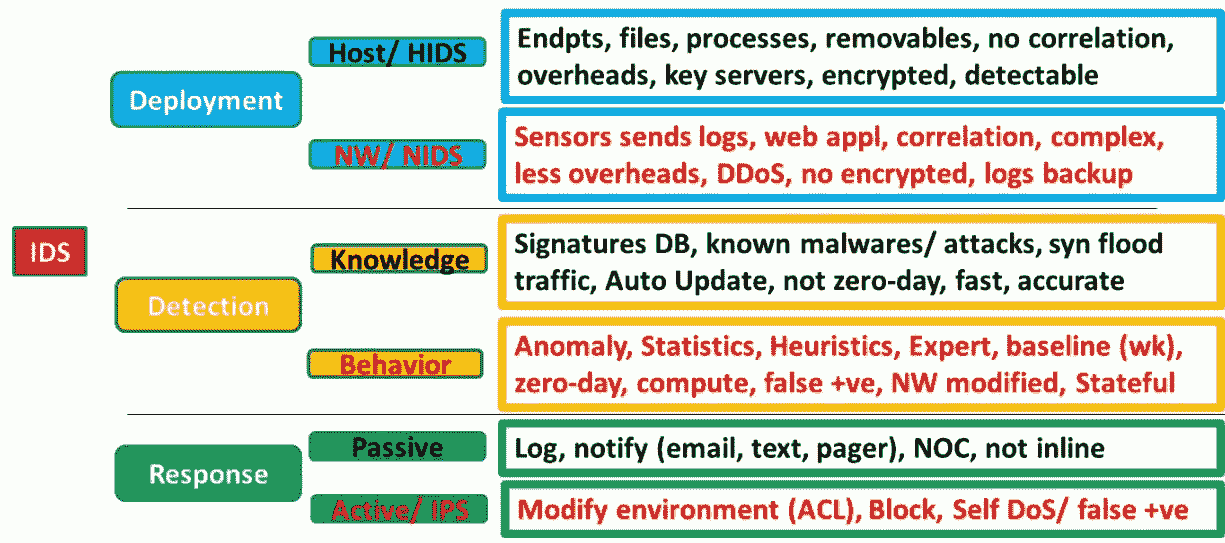 IDS
Deployment
Host/ HIDS
Endpts, files, processes, removables, no correlation,
overheads, key servers, encrypted, detectable
NW/ NIDS
Sensors sends logs, web appl, correlation, complex,
less overheads, DDoS, no encrypted, logs backup
Detection
Knowledge
Signatures DB, known malwares/ attacks, syn flood
traffic, Auto Update, not zero-day, fast, accurate
Behavior
Anomaly, Statistics, Heuristics, Expert, baseline (wk),
zero-day, compute, false +ve, NW modified, Stateful
Response
Passive
Log, notify (email, text, pager), NOC, not inline
Active/ IPS
Modify environment (ACL), Block, Self DoS/ false +ve